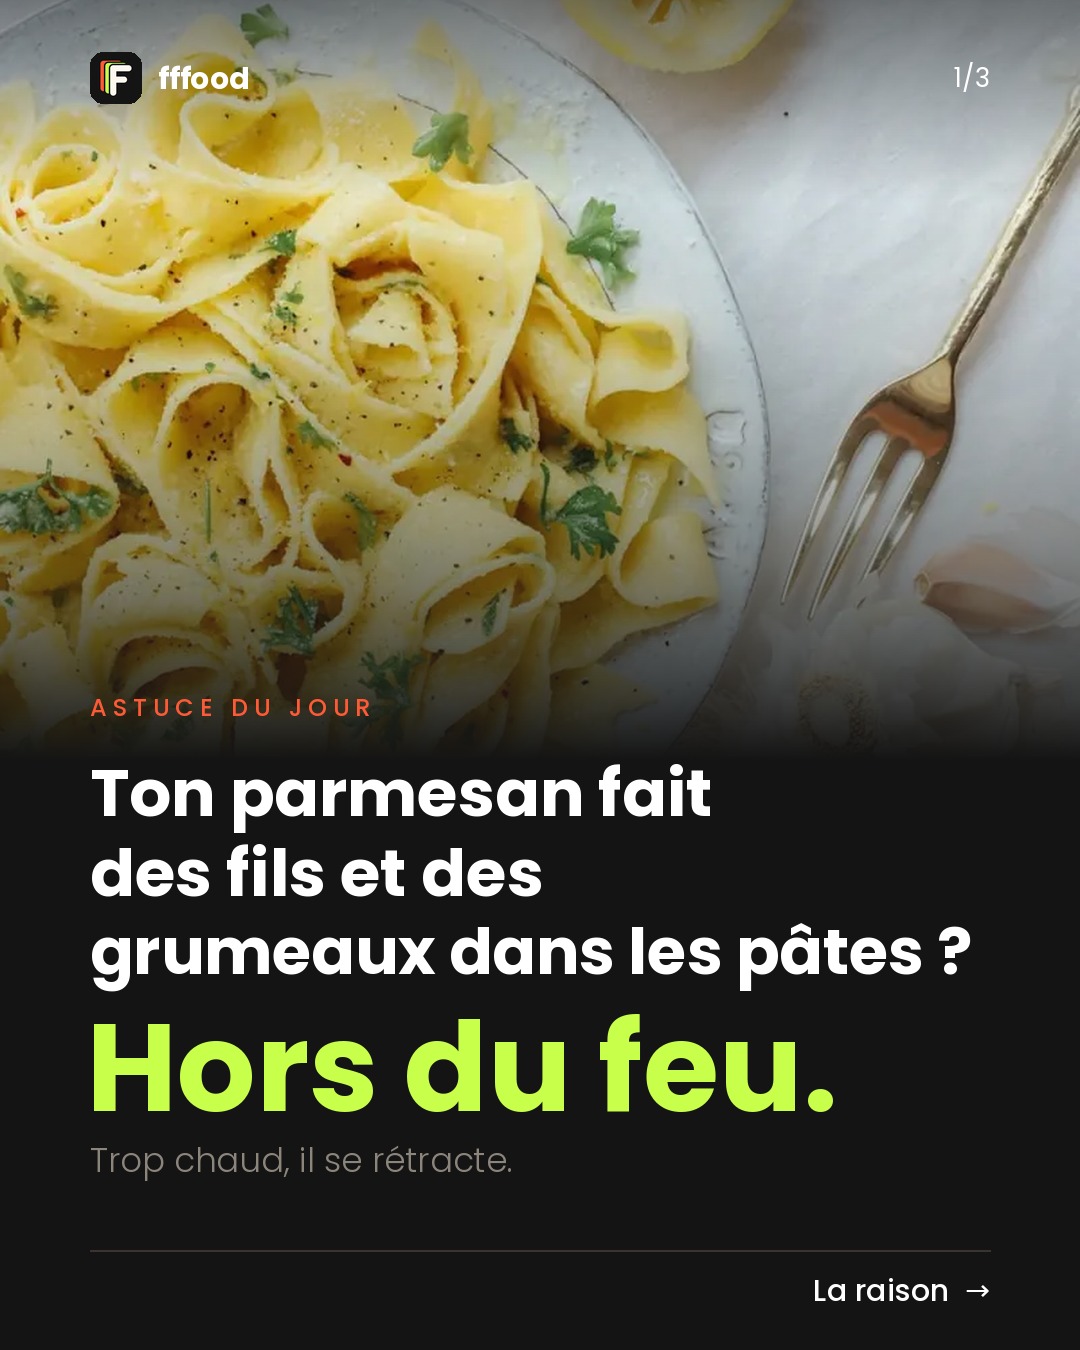 fffood
1/3
ASTUCE DU JOUR
Ton parmesan fait
des fils et des
grumeaux dans les pâtes ?
Hors du feu.
Trop chaud, il se rétracte.
La raison →